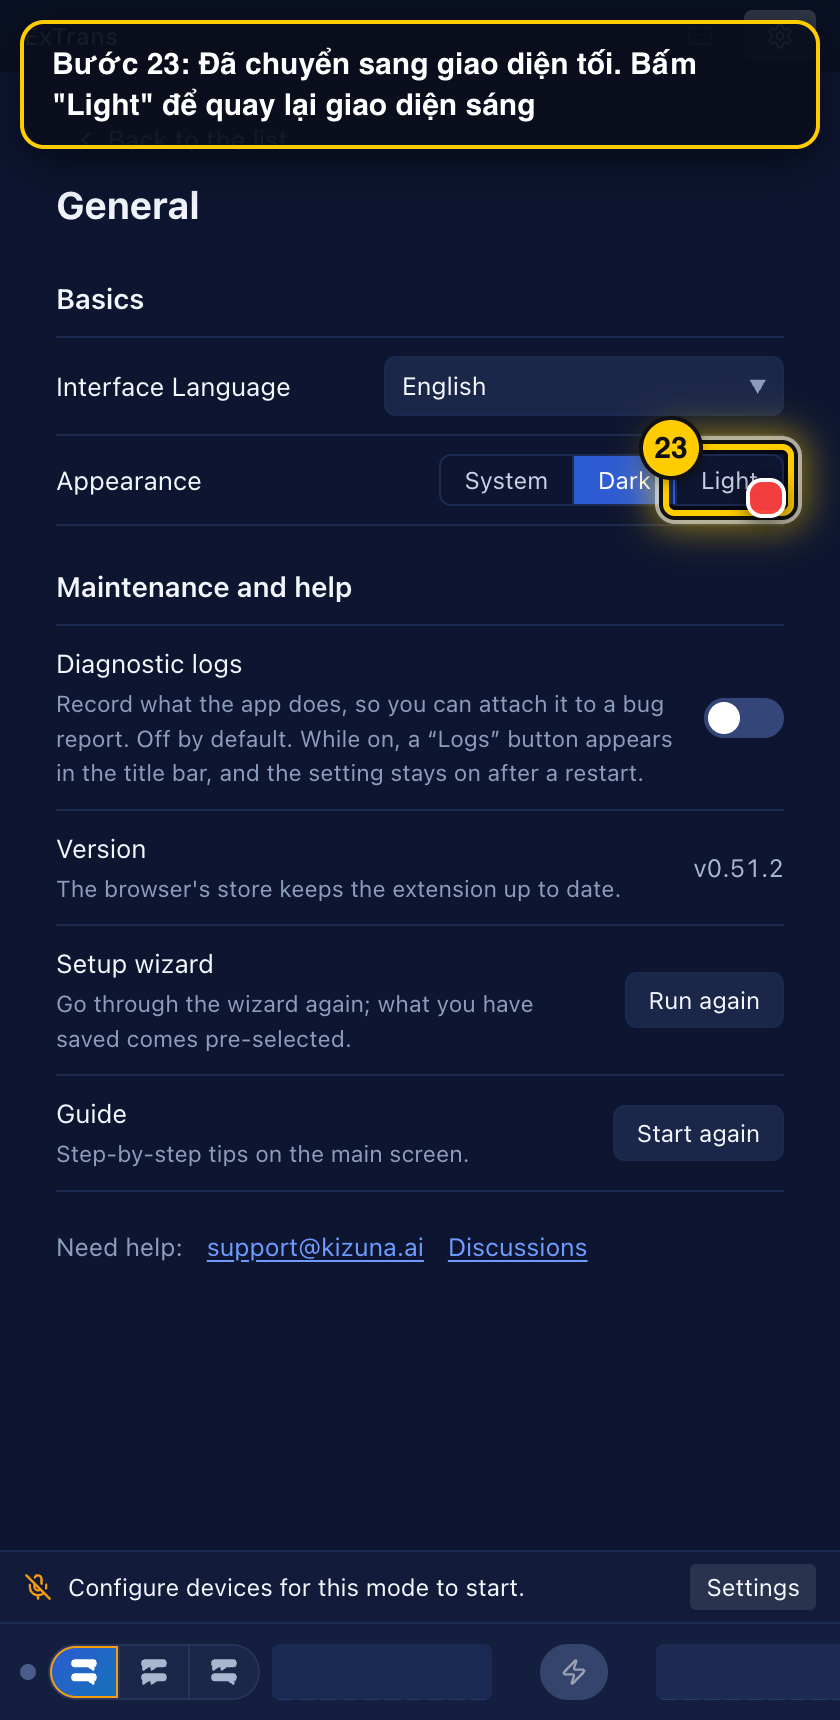 ExTrans
Bước 23: Đã chuyển sang giao diện tối. Bấm
"Light" để quay lại giao diện sáng
Back to the list
General
Basics
Interface Language
English
Appearance
System
Dark
Light
23
Maintenance and help
Diagnostic logs
Record what the app does, so you can attach it to a bug
report. Off by default. While on, a “Logs” button appears
in the title bar, and the setting stays on after a restart.
Version
The browser's store keeps the extension up to date.
v0.51.2
Setup wizard
Go through the wizard again; what you have
saved comes pre-selected.
Run again
Guide
Step-by-step tips on the main screen.
Start again
Need help: support@kizuna.ai Discussions
Configure devices for this mode to start.
Settings